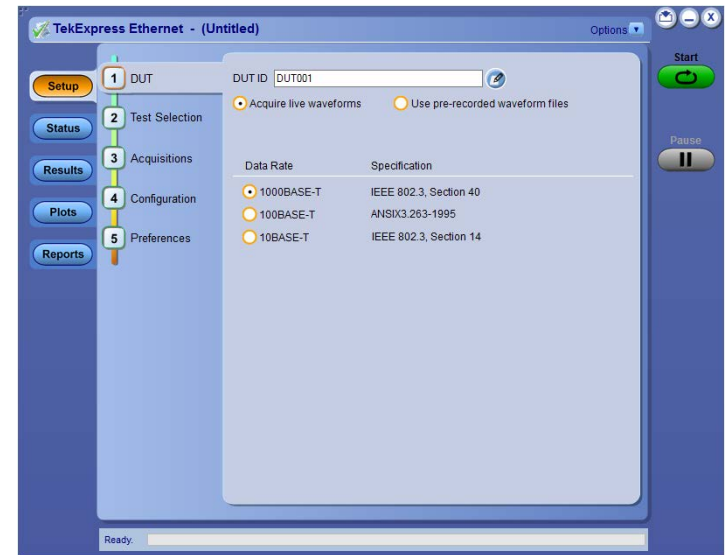 TekExpress Ethernet - (Untitled)
Options
Start
Setup
1 DUT
DUT ID DUT001
Acquire live waveforms
Use pre-recorded waveform files
2 Test Selection
Status
Pause
3 Acquisitions
Results
Data Rate
Specification
4 Configuration
1000BASE-T
IEEE 802.3, Section 40
Plots
100BASE-T
ANSIX3.263-1995
5 Preferences
10BASE-T
IEEE 802.3, Section 14
Reports
Ready.